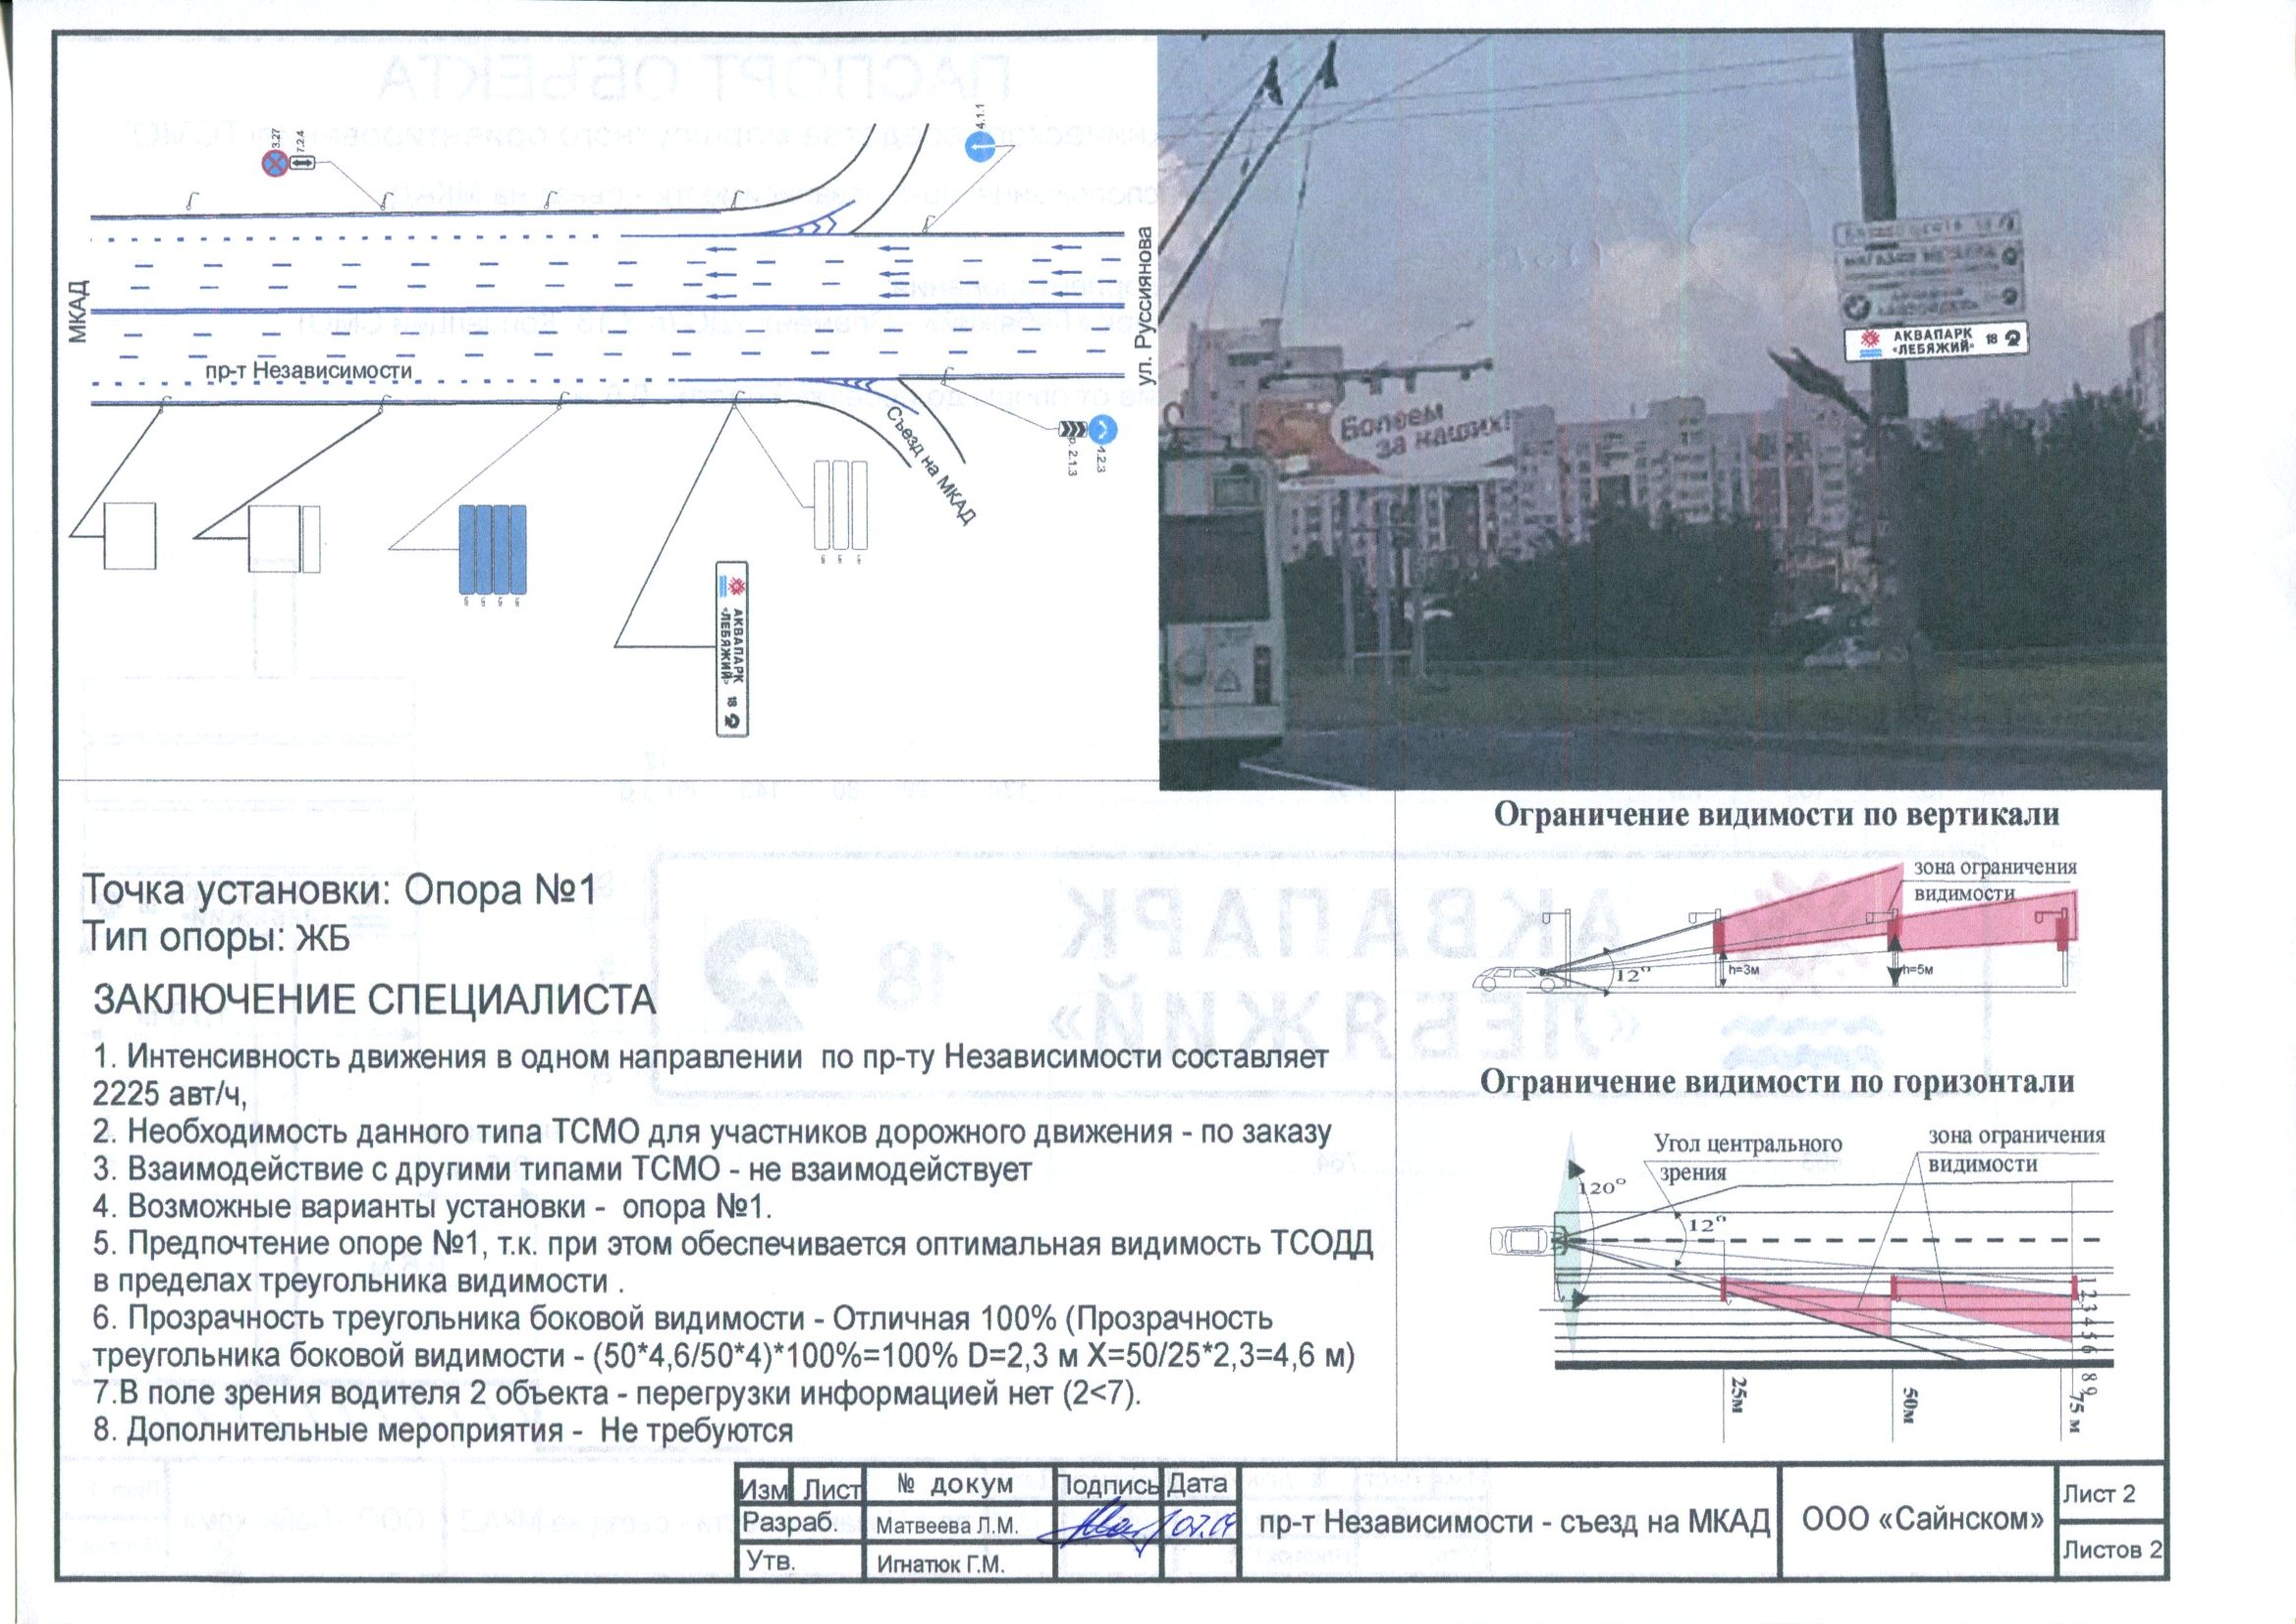 3.27
7.2.4
4.1.1
МКАД
ул. Руссиянова
пр-т Независимости
Съезд на МКАД
2.1.3
4.2.3
АКВАПАРК
«ЛЕБЯЖИЙ» 18
Болеем
за наших!
АКВАПАРК
«ЛЕБЯЖИЙ» 18
Точка установки: Опора №1
Тип опоры: ЖБ
ЗАКЛЮЧЕНИЕ СПЕЦИАЛИСТА
1. Интенсивность движения в одном направлении по пр-ту Независимости составляет
2225 авт/ч,
2. Необходимость данного типа ТСМО для участников дорожного движения - по заказу
3. Взаимодействие с другими типами ТСМО - не взаимодействует
4. Возможные варианты установки - опора №1.
5. Предпочтение опоре №1, т.к. при этом обеспечивается оптимальная видимость ТСОДД
в пределах треугольника видимости .
6. Прозрачность треугольника боковой видимости - Отличная 100% (Прозрачность
треугольника боковой видимости - (50*4,6/50*4)*100%=100% D=2,3 м X=50/25*2,3=4,6 м)
7.В поле зрения водителя 2 объекта - перегрузки информацией нет (2<7).
8. Дополнительные мероприятия - Не требуются
Ограничение видимости по вертикали
зона ограничения
видимости
12°
h=3м
h=5м
Ограничение видимости по горизонтали
Угол центрального
зрения
зона ограничения
видимости
120°
12°
1 2 3 4 5 6 8 9
25м
50м
75 м
Изм Лист № докум Подпись Дата
Разраб. Матвеева Л.М.
Утв. Игнатюк Г.М.
пр-т Независимости - съезд на МКАД
ООО «Сайнском»
Лист 2
Листов 2